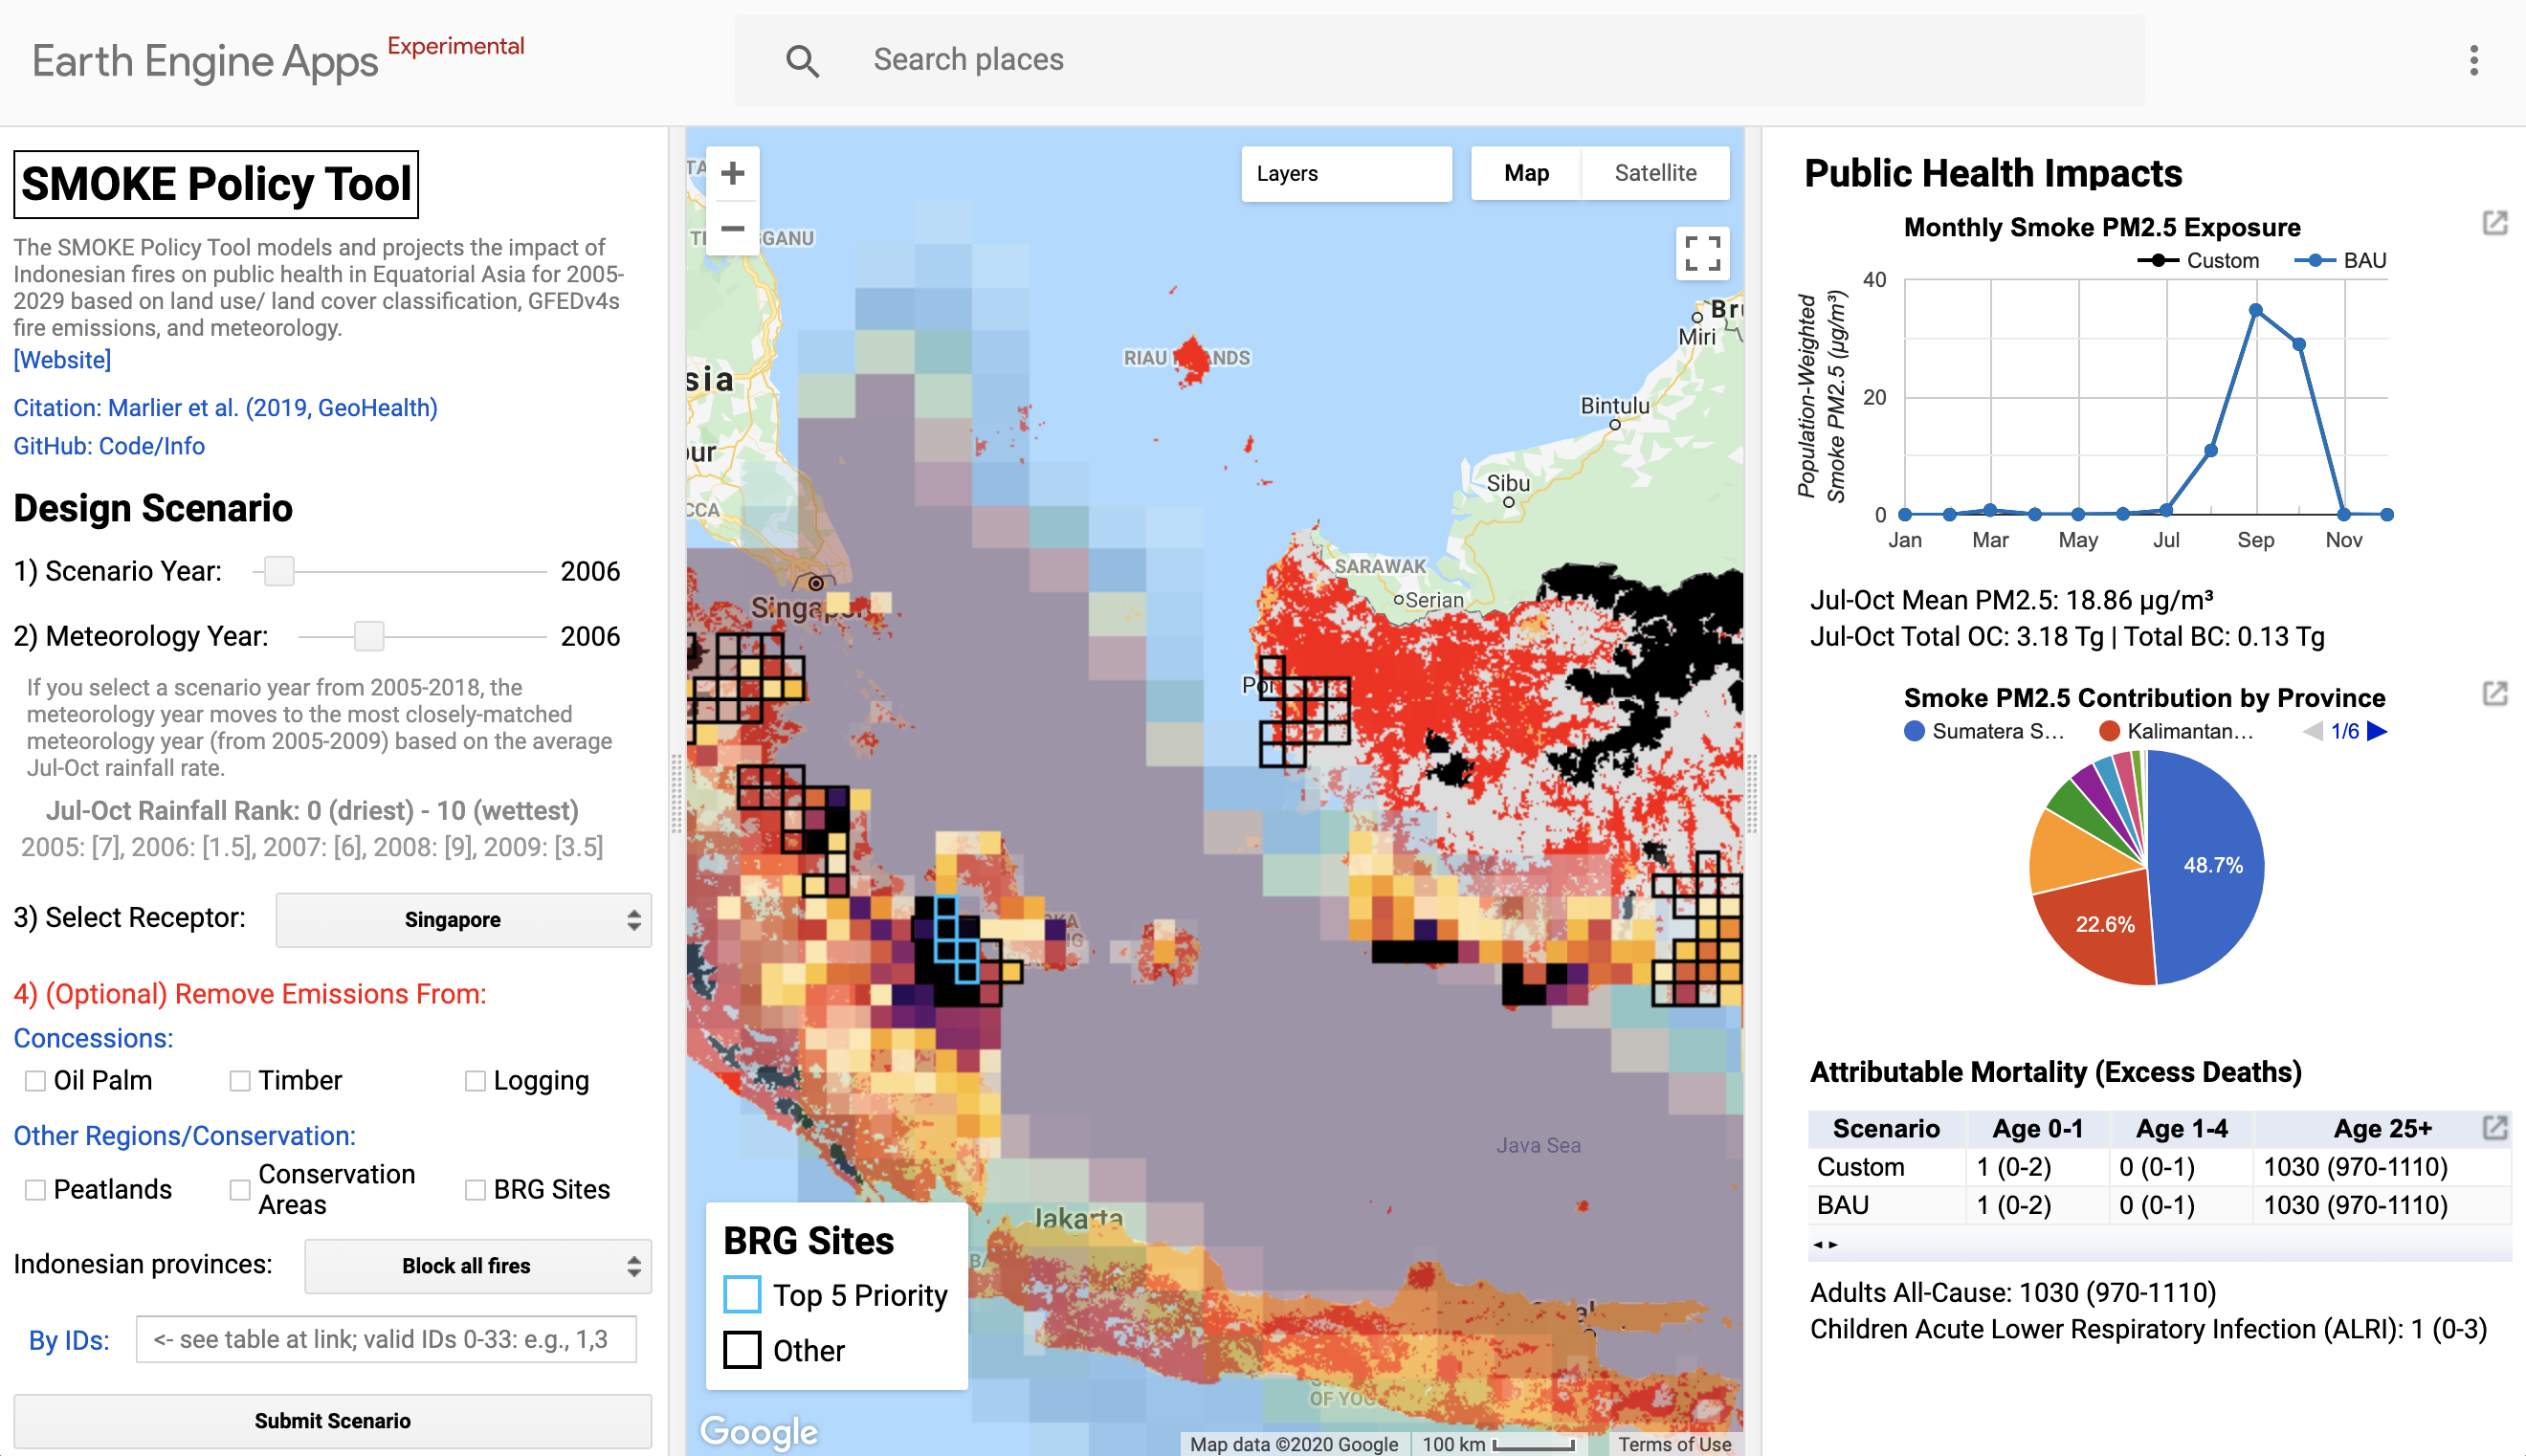 Earth Engine Apps Experimental
Search places
SMOKE Policy Tool
The SMOKE Policy Tool models and projects the impact of
Indonesian fires on public health in Equatorial Asia for 2005-
2029 based on land use/ land cover classification, GFEDv4s
fire emissions, and meteorology.
[Website]
Citation: Marlier et al. (2019, GeoHealth)
GitHub: Code/Info
Design Scenario
1) Scenario Year: 2006
2) Meteorology Year: 2006
If you select a scenario year from 2005-2018, the
meteorology year moves to the most closely-matched
meteorology year (from 2005-2009) based on the average
Jul-Oct rainfall rate.
Jul-Oct Rainfall Rank: 0 (driest) - 10 (wettest)
2005: [7], 2006: [1.5], 2007: [6], 2008: [9], 2009: [3.5]
3) Select Receptor: Singapore
4) (Optional) Remove Emissions From:
Concessions:
Oil Palm Timber Logging
Other Regions/Conservation:
Peatlands Conservation Areas BRG Sites
Indonesian provinces: Block all fires
By IDs: <- see table at link; valid IDs 0-33: e.g., 1,3
Submit Scenario
+
−
Layers
Map Satellite
GANU
RIAU
NDS
Bru
Miri
sia
Bintulu
ur
Sibu
CCA
SARAWAK
Serian
Singapor
Pon
Java Sea
Jakarta
OF YOG
BRG Sites
Top 5 Priority
Other
Google
Map data ©2020 Google 100 km Terms of Use
Public Health Impacts
Monthly Smoke PM2.5 Exposure
Custom BAU
Population-Weighted
Smoke PM2.5 (µg/m³)
40
20
0
Jan Mar May Jul Sep Nov
Jul-Oct Mean PM2.5: 18.86 µg/m³
Jul-Oct Total OC: 3.18 Tg | Total BC: 0.13 Tg
Smoke PM2.5 Contribution by Province
Sumatera S... Kalimantan... 1/6
48.7%
22.6%
Attributable Mortality (Excess Deaths)
Scenario Age 0-1 Age 1-4 Age 25+
Custom 1 (0-2) 0 (0-1) 1030 (970-1110)
BAU 1 (0-2) 0 (0-1) 1030 (970-1110)
Adults All-Cause: 1030 (970-1110)
Children Acute Lower Respiratory Infection (ALRI): 1 (0-3)